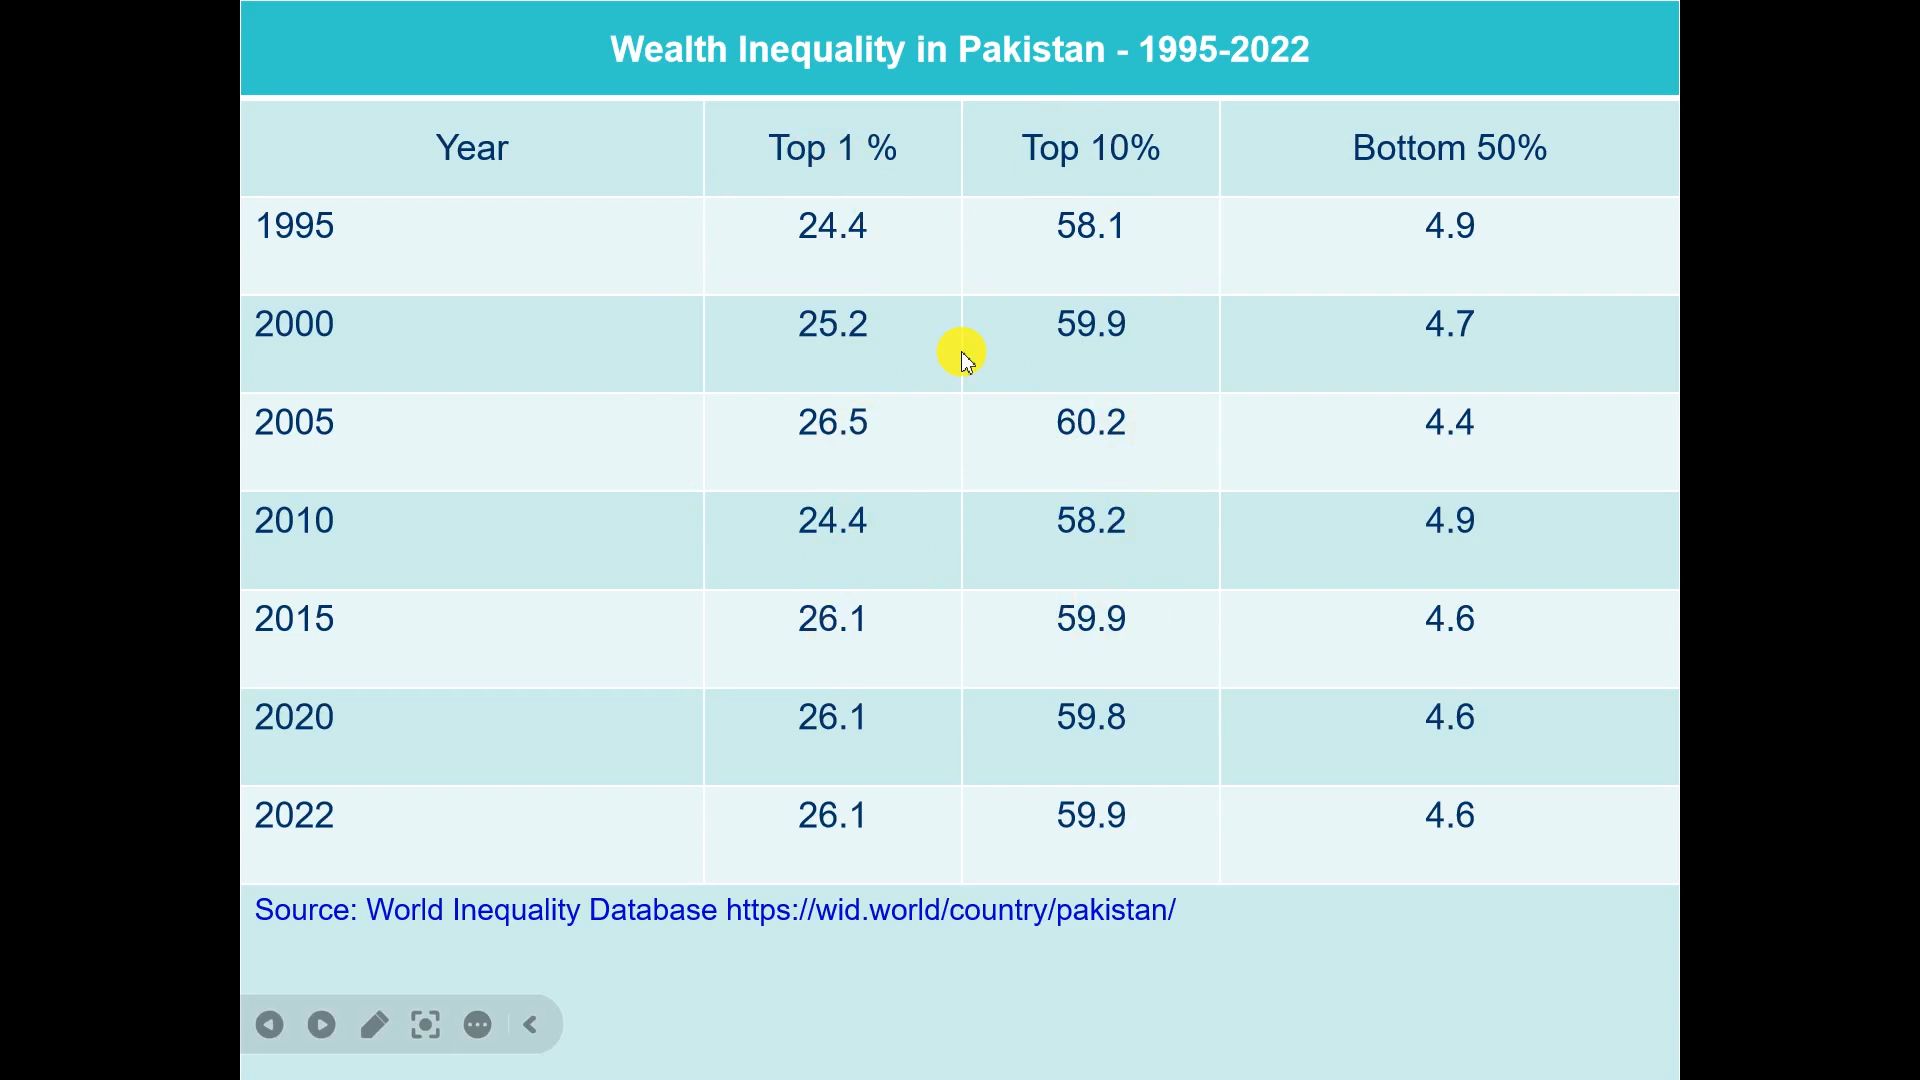 Wealth Inequality in Pakistan - 1995-2022
Year Top 1 % Top 10% Bottom 50%
1995 24.4 58.1 4.9
2000 25.2 59.9 4.7
2005 26.5 60.2 4.4
2010 24.4 58.2 4.9
2015 26.1 59.9 4.6
2020 26.1 59.8 4.6
2022 26.1 59.9 4.6
Source: World Inequality Database https://wid.world/country/pakistan/